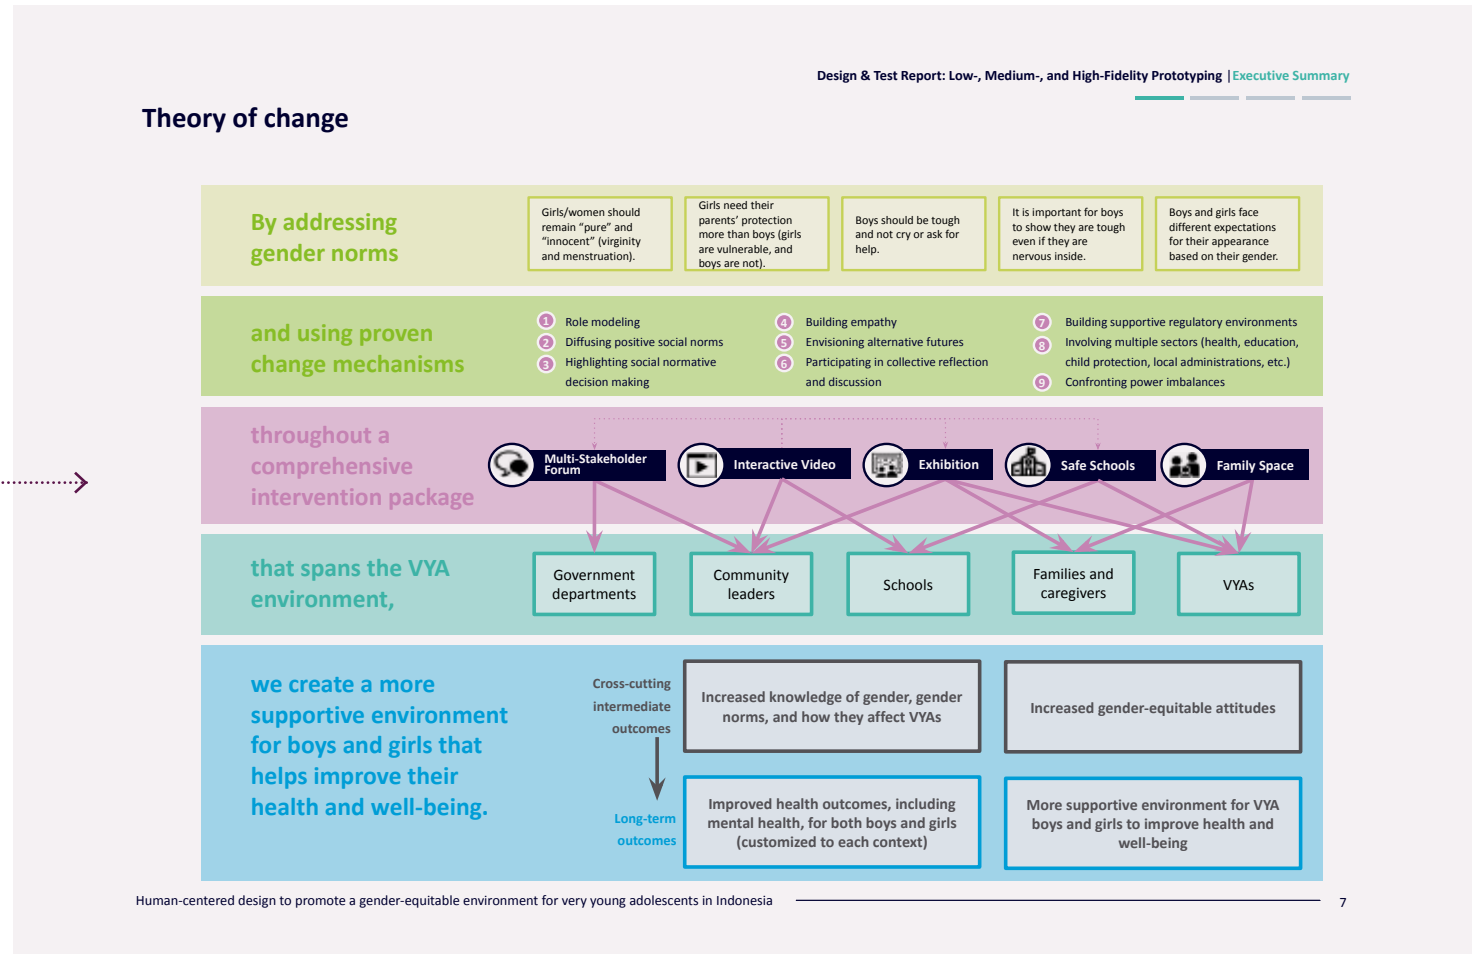 Design & Test Report: Low-, Medium-, and High-Fidelity Prototyping | Executive Summary
Theory of change
By addressing
gender norms
Girls/women should
remain “pure” and
“innocent” (virginity
and menstruation).
Girls need their
parents’ protection
more than boys (girls
are vulnerable, and
boys are not).
Boys should be tough
and not cry or ask for
help.
It is important for boys
to show they are tough
even if they are
nervous inside.
Boys and girls face
different expectations
for their appearance
based on their gender.
and using proven
change mechanisms
1 Role modeling
2 Diffusing positive social norms
3 Highlighting social normative
decision making
4 Building empathy
5 Envisioning alternative futures
6 Participating in collective reflection
and discussion
7 Building supportive regulatory environments
8 Involving multiple sectors (health, education,
child protection, local administrations, etc.)
9 Confronting power imbalances
throughout a
comprehensive
intervention package
Multi-Stakeholder
Forum
Interactive Video
Exhibition
Safe Schools
Family Space
that spans the VYA
environment,
Government
departments
Community
leaders
Schools
Families and
caregivers
VYAs
we create a more
supportive environment
for boys and girls that
helps improve their
health and well-being.
Cross-cutting
intermediate
outcomes
Increased knowledge of gender, gender
norms, and how they affect VYAs
Increased gender-equitable attitudes
Long-term
outcomes
Improved health outcomes, including
mental health, for both boys and girls
(customized to each context)
More supportive environment for VYA
boys and girls to improve health and
well-being
Human-centered design to promote a gender-equitable environment for very young adolescents in Indonesia
7